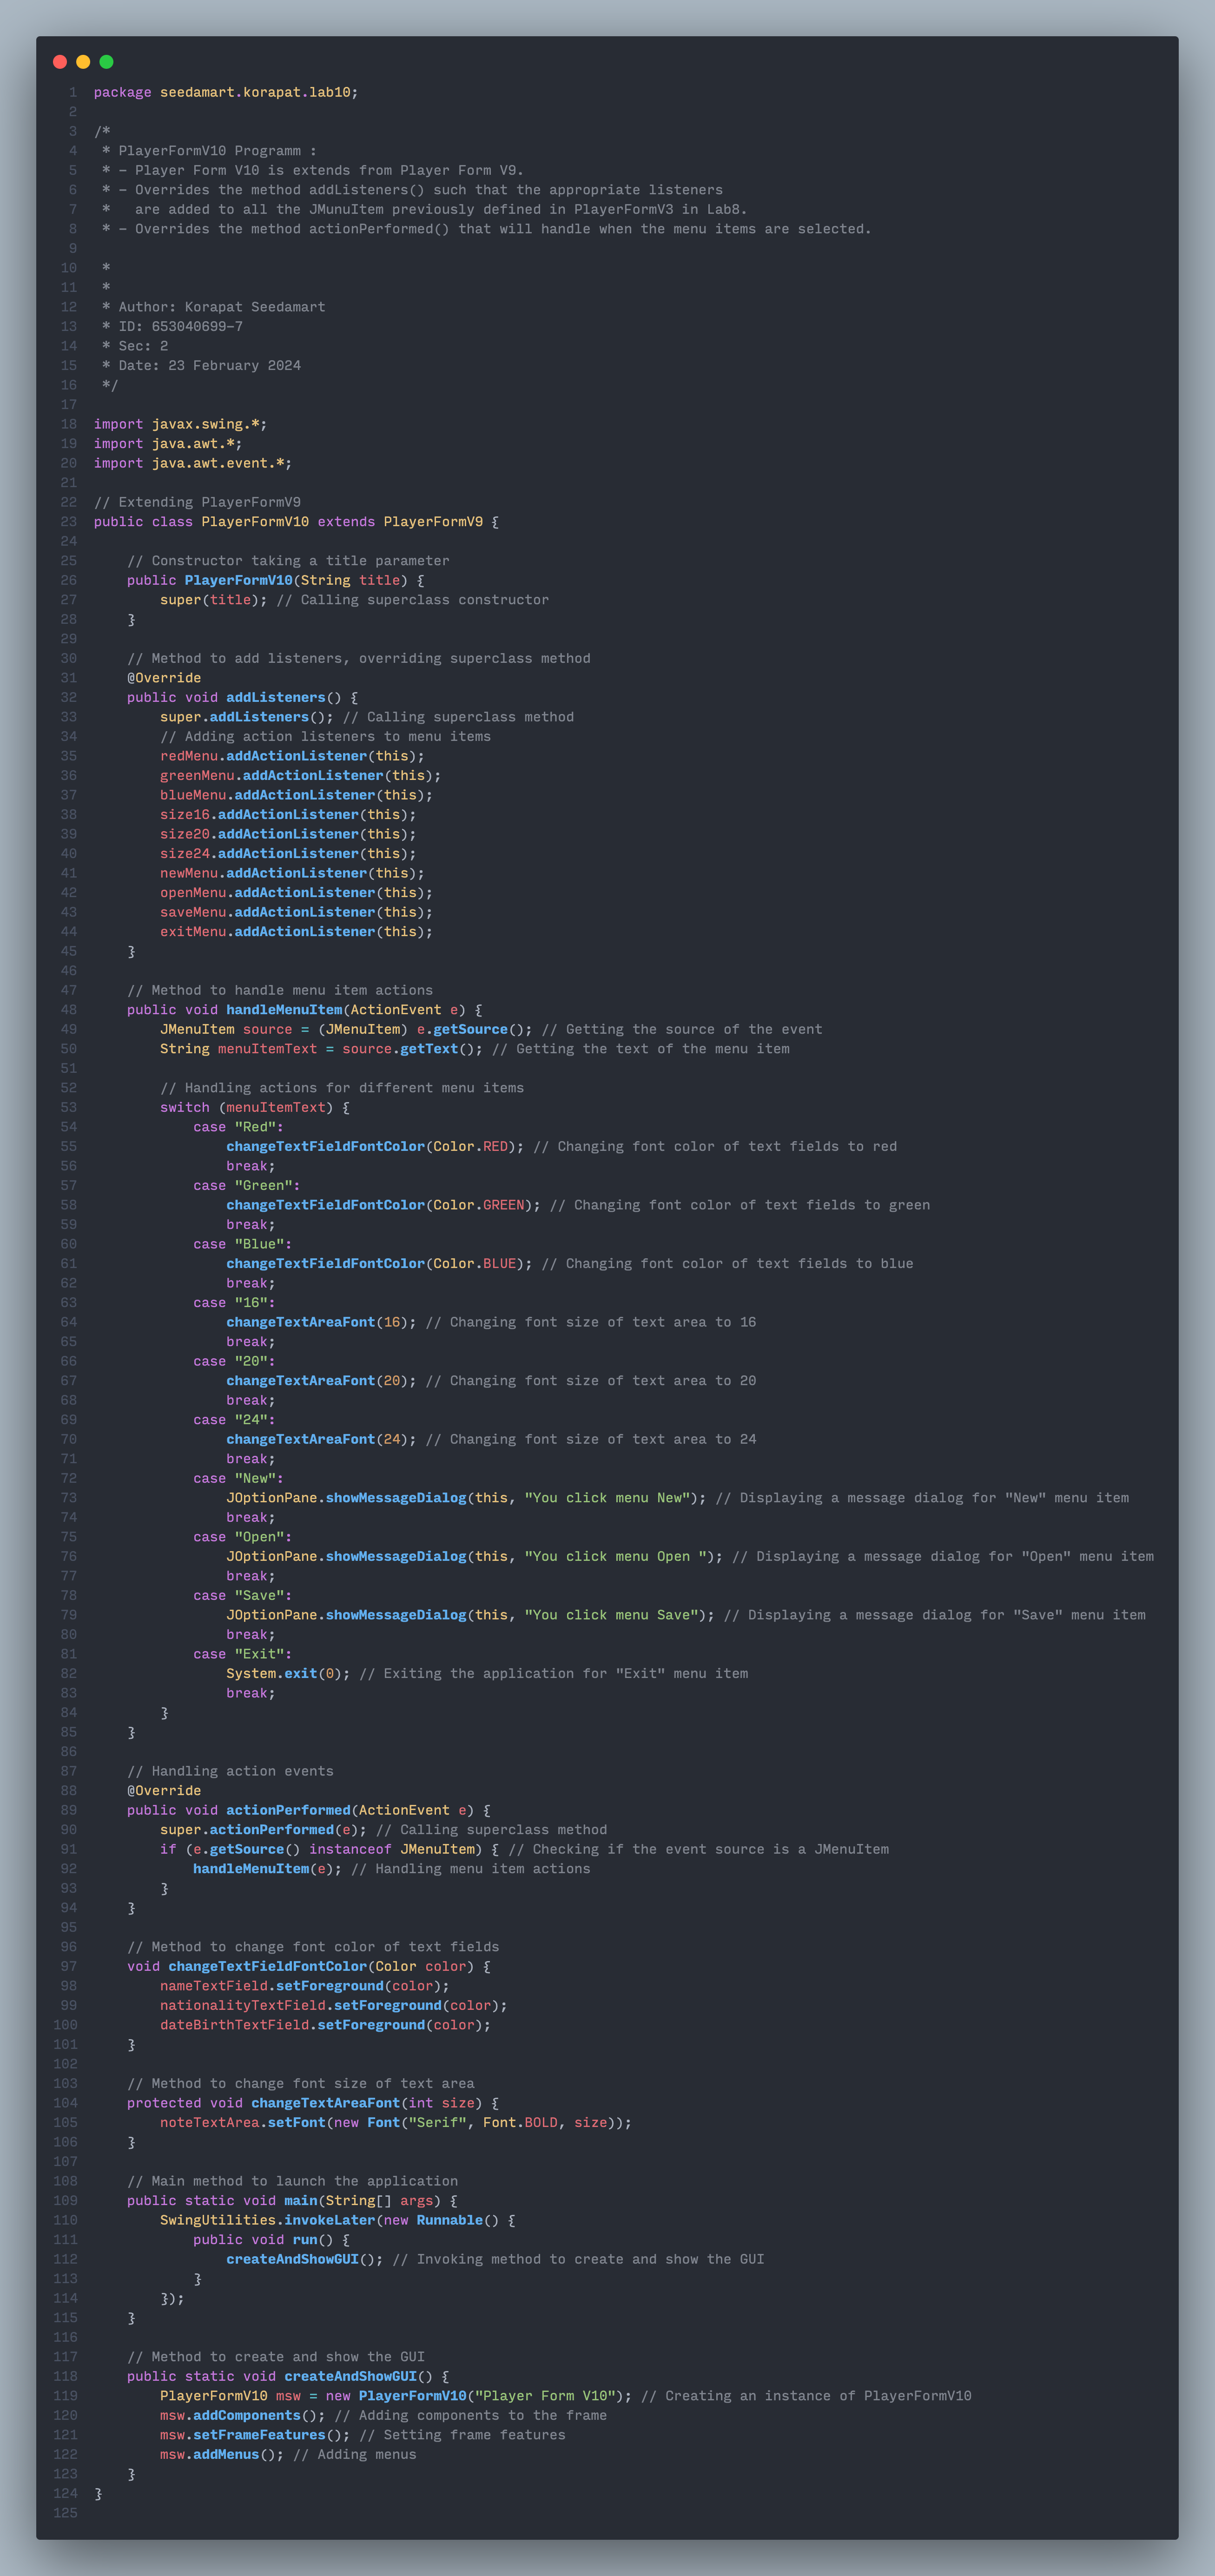 1 package seedamart.korapat.lab10;
2
3 /*
4  * PlayerFormV10 Programm :
5  * - Player Form V10 is extends from Player Form V9.
6  * - Overrides the method addListeners() such that the appropriate listeners
7  *   are added to all the JMunuItem previously defined in PlayerFormV3 in Lab8.
8  * - Overrides the method actionPerformed() that will handle when the menu items are selected.
9
10  *
11  *
12  * Author: Korapat Seedamart
13  * ID: 653040699-7
14  * Sec: 2
15  * Date: 23 February 2024
16  */
17
18 import javax.swing.*;
19 import java.awt.*;
20 import java.awt.event.*;
21
22 // Extending PlayerFormV9
23 public class PlayerFormV10 extends PlayerFormV9 {
24
25     // Constructor taking a title parameter
26     public PlayerFormV10(String title) {
27         super(title); // Calling superclass constructor
28     }
29
30     // Method to add listeners, overriding superclass method
31     @Override
32     public void addListeners() {
33         super.addListeners(); // Calling superclass method
34         // Adding action listeners to menu items
35         redMenu.addActionListener(this);
36         greenMenu.addActionListener(this);
37         blueMenu.addActionListener(this);
38         size16.addActionListener(this);
39         size20.addActionListener(this);
40         size24.addActionListener(this);
41         newMenu.addActionListener(this);
42         openMenu.addActionListener(this);
43         saveMenu.addActionListener(this);
44         exitMenu.addActionListener(this);
45     }
46
47     // Method to handle menu item actions
48     public void handleMenuItem(ActionEvent e) {
49         JMenuItem source = (JMenuItem) e.getSource(); // Getting the source of the event
50         String menuItemText = source.getText(); // Getting the text of the menu item
51
52         // Handling actions for different menu items
53         switch (menuItemText) {
54             case "Red":
55                 changeTextFieldFontColor(Color.RED); // Changing font color of text fields to red
56                 break;
57             case "Green":
58                 changeTextFieldFontColor(Color.GREEN); // Changing font color of text fields to green
59                 break;
60             case "Blue":
61                 changeTextFieldFontColor(Color.BLUE); // Changing font color of text fields to blue
62                 break;
63             case "16":
64                 changeTextAreaFont(16); // Changing font size of text area to 16
65                 break;
66             case "20":
67                 changeTextAreaFont(20); // Changing font size of text area to 20
68                 break;
69             case "24":
70                 changeTextAreaFont(24); // Changing font size of text area to 24
71                 break;
72             case "New":
73                 JOptionPane.showMessageDialog(this, "You click menu New"); // Displaying a message dialog for "New" menu item
74                 break;
75             case "Open":
76                 JOptionPane.showMessageDialog(this, "You click menu Open "); // Displaying a message dialog for "Open" menu item
77                 break;
78             case "Save":
79                 JOptionPane.showMessageDialog(this, "You click menu Save"); // Displaying a message dialog for "Save" menu item
80                 break;
81             case "Exit":
82                 System.exit(0); // Exiting the application for "Exit" menu item
83                 break;
84         }
85     }
86
87     // Handling action events
88     @Override
89     public void actionPerformed(ActionEvent e) {
90         super.actionPerformed(e); // Calling superclass method
91         if (e.getSource() instanceof JMenuItem) { // Checking if the event source is a JMenuItem
92             handleMenuItem(e); // Handling menu item actions
93         }
94     }
95
96     // Method to change font color of text fields
97     void changeTextFieldFontColor(Color color) {
98         nameTextField.setForeground(color);
99         nationalityTextField.setForeground(color);
100         dateBirthTextField.setForeground(color);
101     }
102
103     // Method to change font size of text area
104     protected void changeTextAreaFont(int size) {
105         noteTextArea.setFont(new Font("Serif", Font.BOLD, size));
106     }
107
108     // Main method to launch the application
109     public static void main(String[] args) {
110         SwingUtilities.invokeLater(new Runnable() {
111             public void run() {
112                 createAndShowGUI(); // Invoking method to create and show the GUI
113             }
114         });
115     }
116
117     // Method to create and show the GUI
118     public static void createAndShowGUI() {
119         PlayerFormV10 msw = new PlayerFormV10("Player Form V10"); // Creating an instance of PlayerFormV10
120         msw.addComponents(); // Adding components to the frame
121         msw.setFrameFeatures(); // Setting frame features
122         msw.addMenus(); // Adding menus
123     }
124 }
125